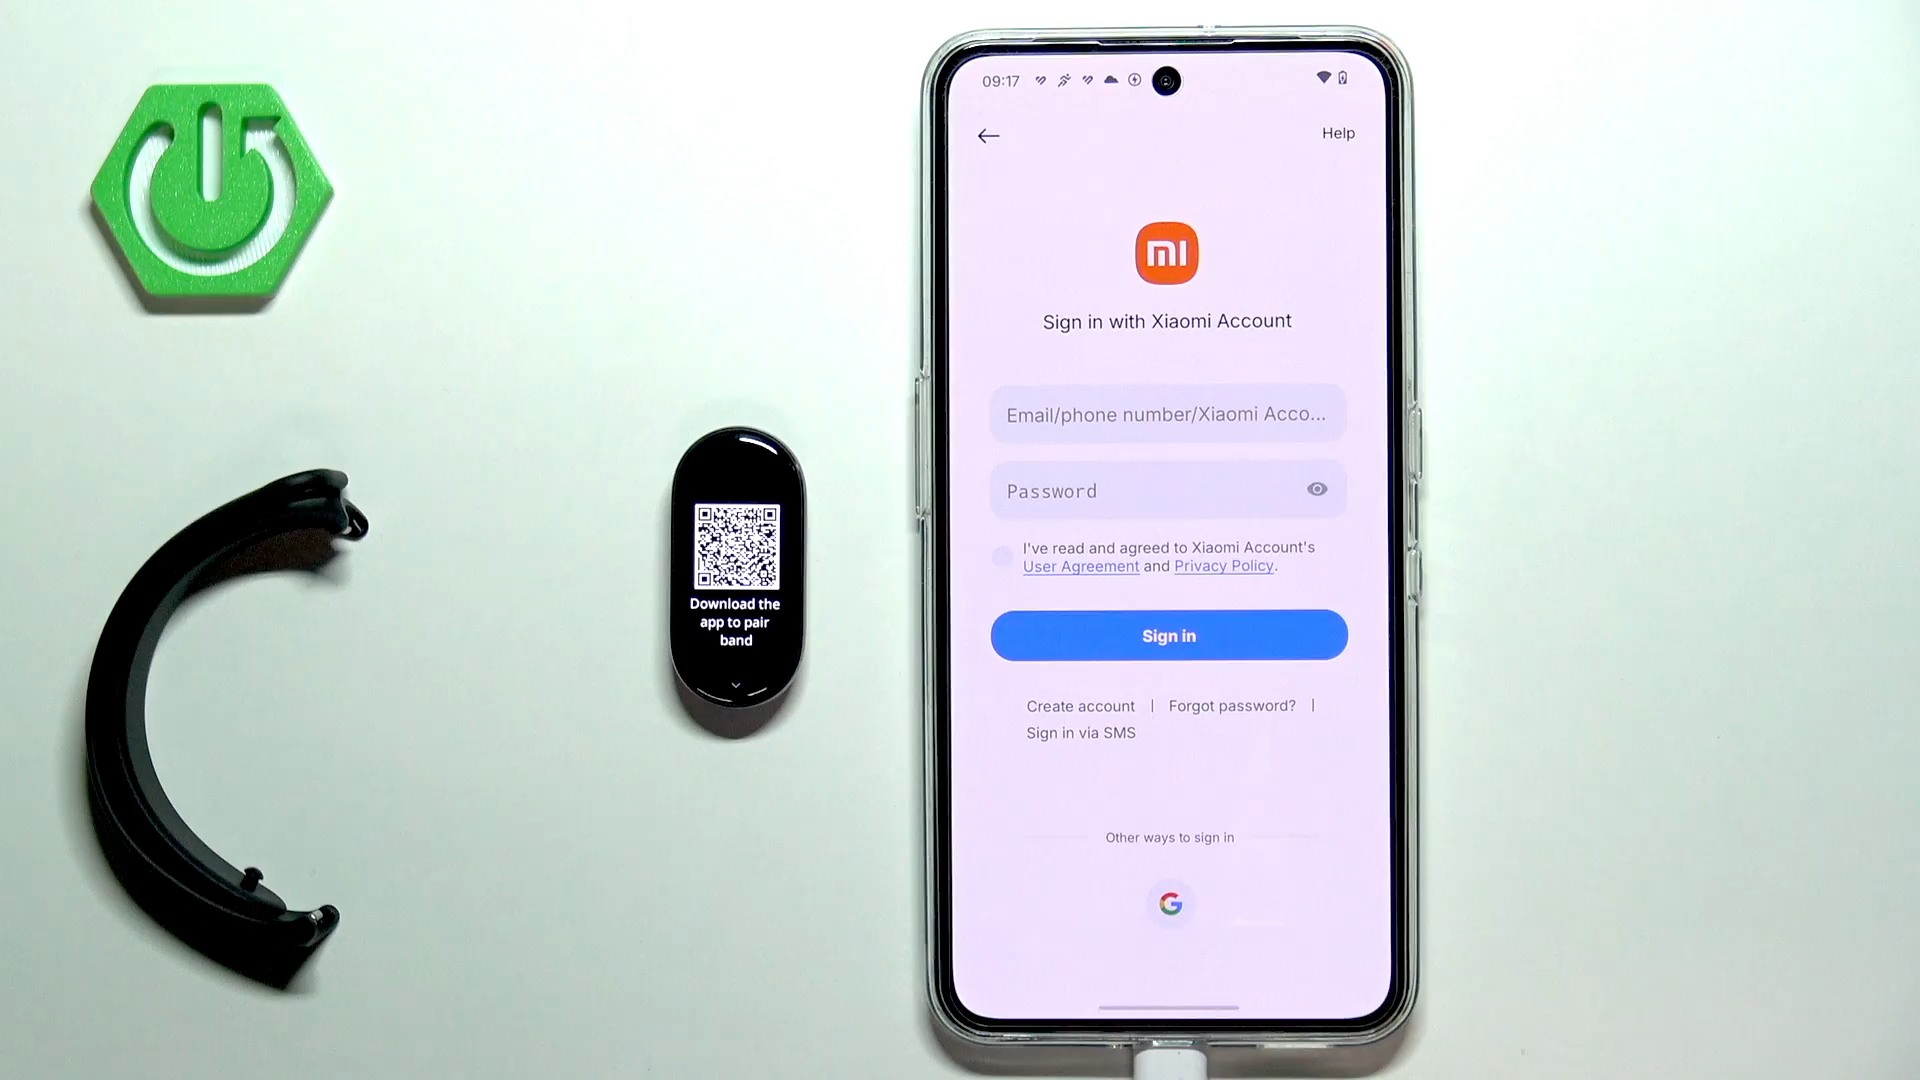 Download the
app to pair
band
09:17
Help
mi
Sign in with Xiaomi Account
Email/phone number/Xiaomi Acco...
Password
I've read and agreed to Xiaomi Account's
User Agreement and Privacy Policy.
Sign in
Create account | Forgot password? |
Sign in via SMS
Other ways to sign in
G